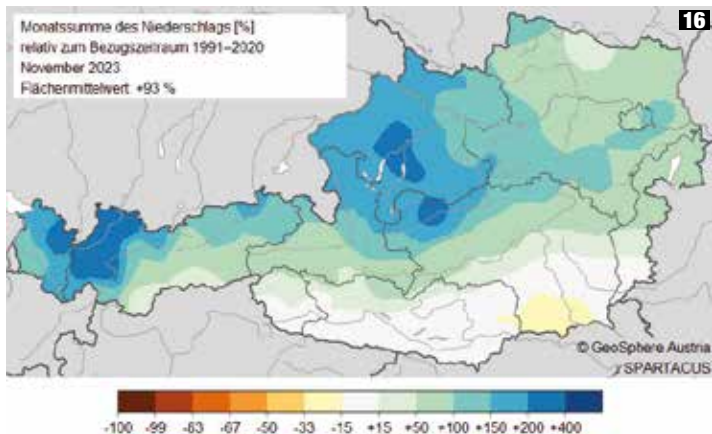 Monatssumme des Niederschlags [%]
relativ zum Bezugszeitraum 1991–2020
November 2023
Flächenmittelwert +93 %
16
© GeoSphere Austria
/ SPARTACUS
-100 -99 -63 -67 -50 -33 -15 +15 +50 +100 +150 +200 +400